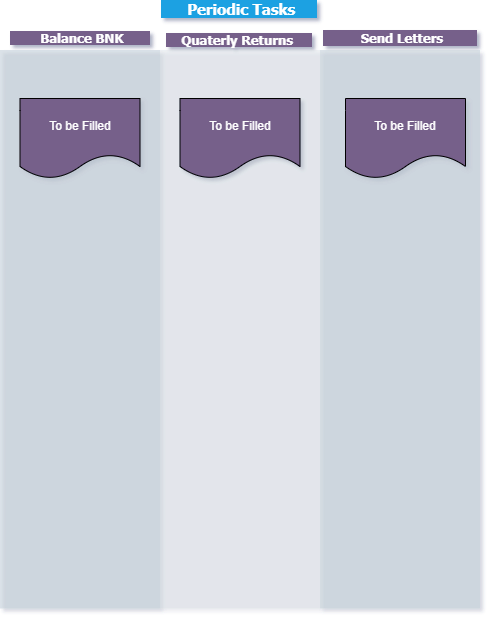 Periodic Tasks
Balance BNK
Quaterly Returns
Send Letters
To be Filled
To be Filled
To be Filled